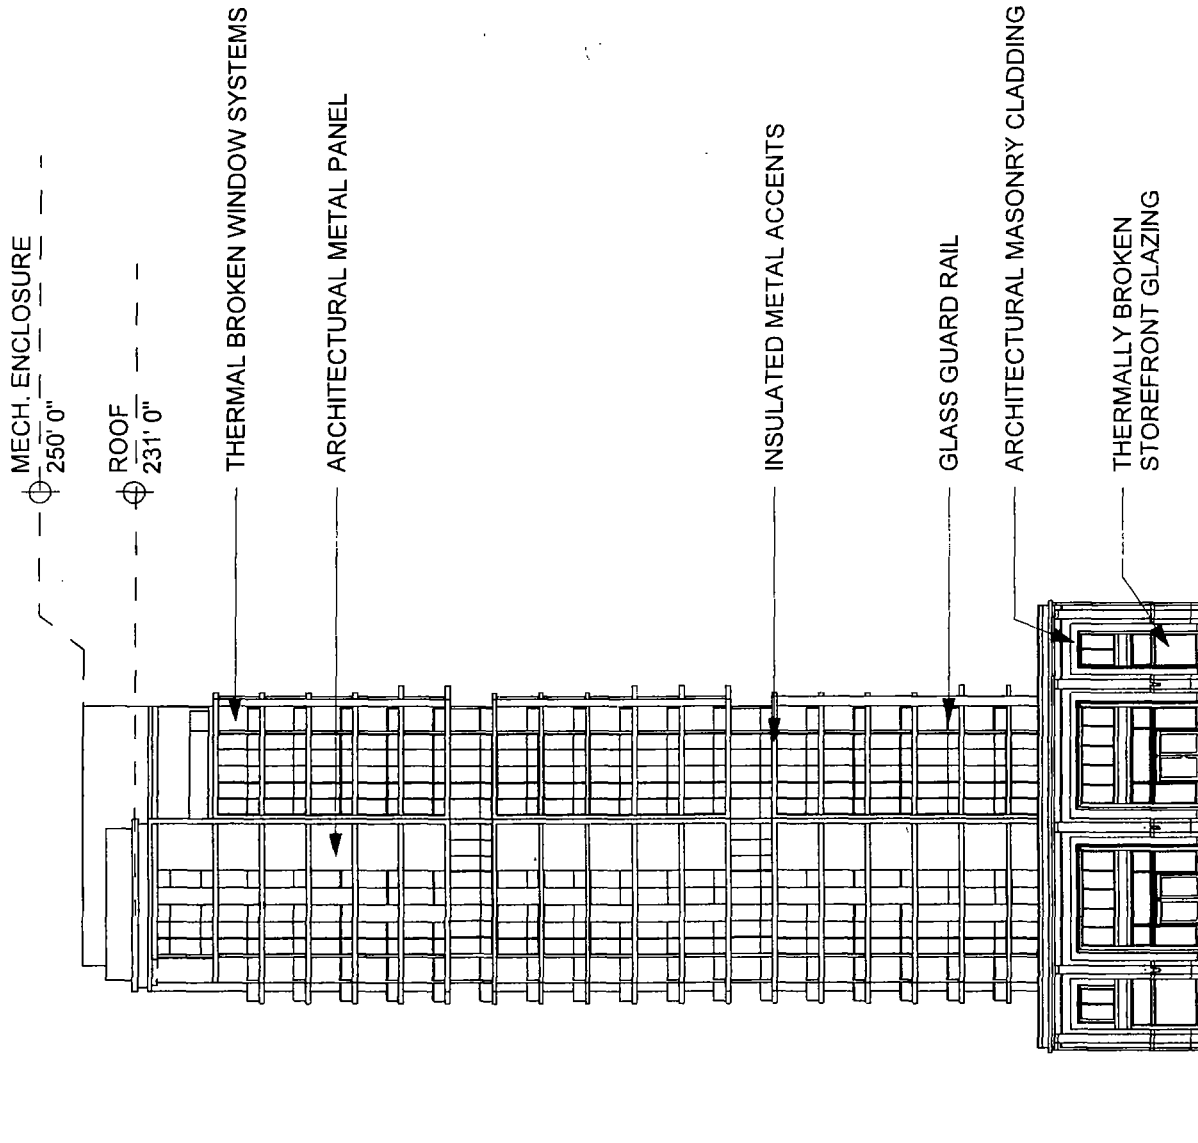 MECH. ENCLOSURE
250' 0"
ROOF
231' 0"
THERMAL BROKEN WINDOW SYSTEMS
ARCHITECTURAL METAL PANEL
INSULATED METAL ACCENTS
GLASS GUARD RAIL
ARCHITECTURAL MASONRY CLADDING
THERMALLY BROKEN
STOREFRONT GLAZING